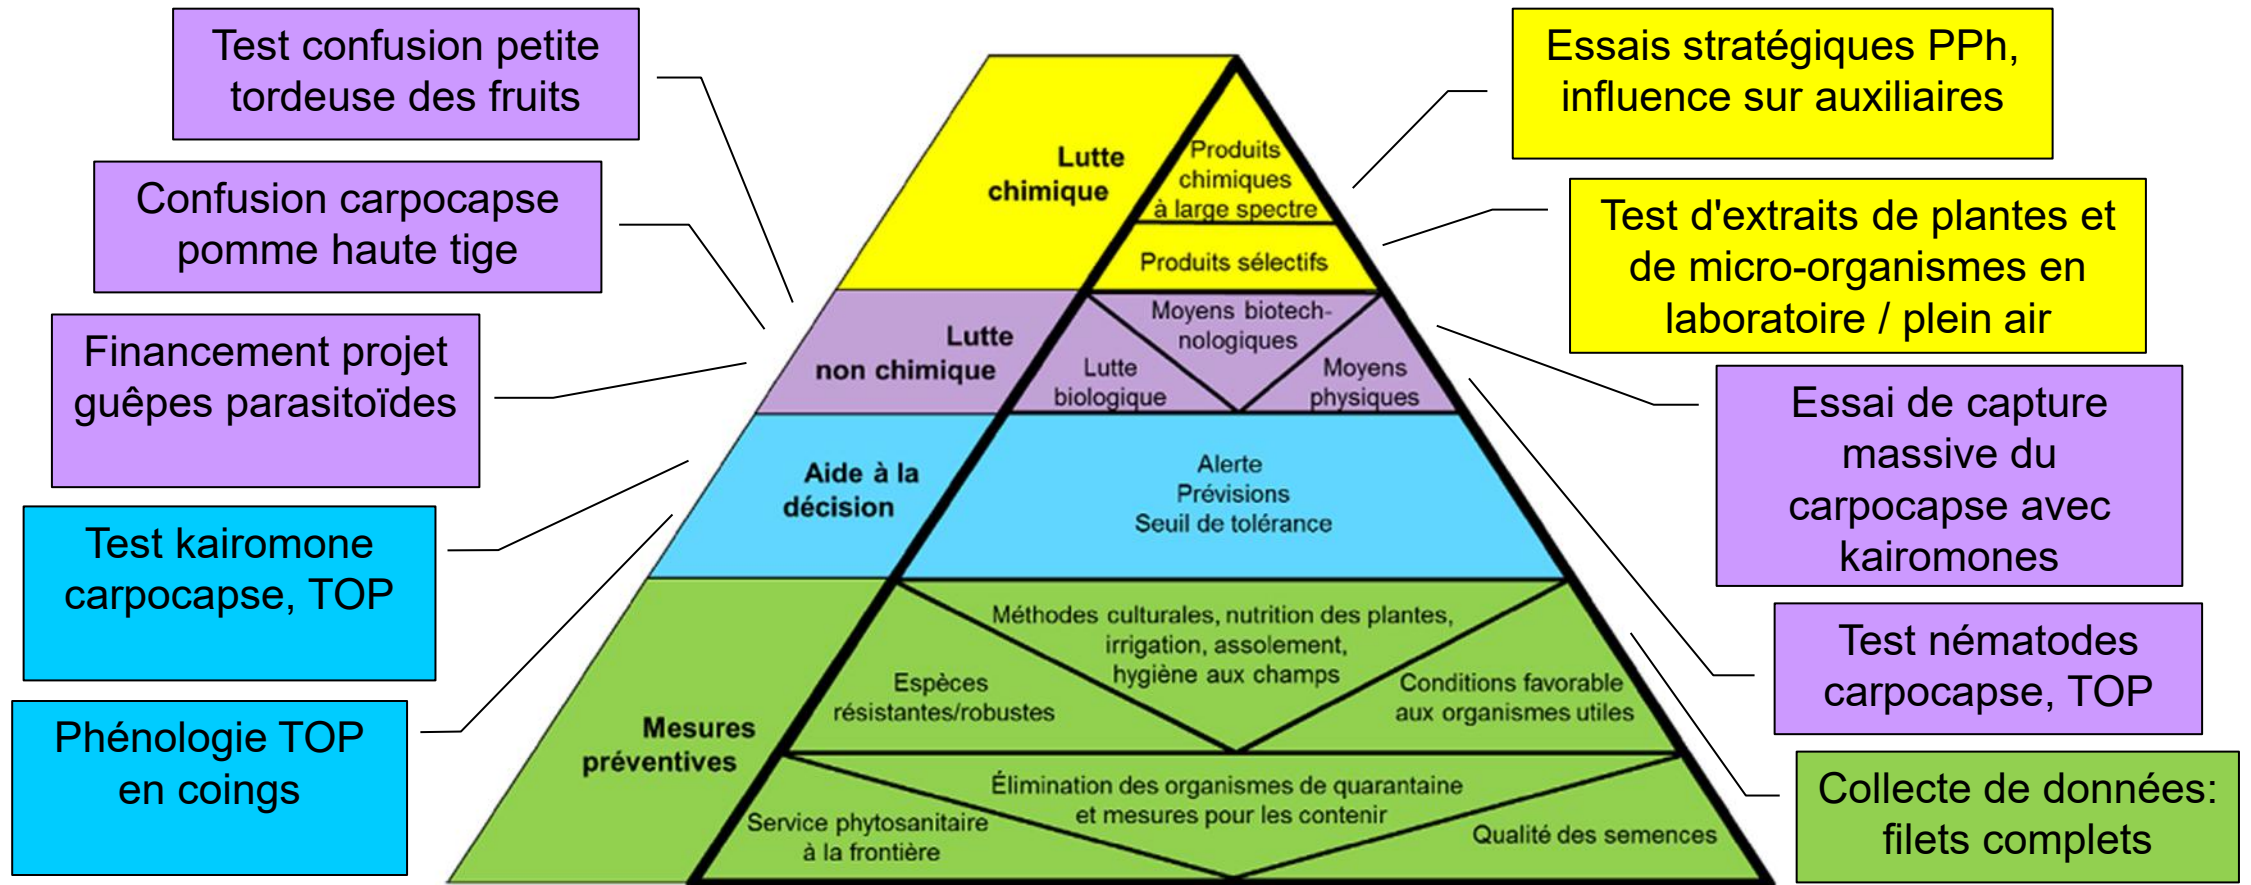 Test confusion petite
tordeuse des fruits
Confusion carpocapse
pomme haute tige
Financement projet
guêpes parasitoïdes
Test kairomone
carpocapse, TOP
Phénologie TOP
en coings
Lutte
chimique
Produits
chimiques
à large spectre
Produits sélectifs
Lutte
non chimique
Moyens biotech-
nologiques
Lutte
biologique
Moyens
physiques
Aide à la
décision
Alerte
Prévisions
Seuil de tolérance
Mesures
préventives
Méthodes culturales, nutrition des plantes,
irrigation, assolement,
hygiène aux champs
Espèces
résistantes/robustes
Conditions favorable
aux organismes utiles
Élimination des organismes de quarantaine
et mesures pour les contenir
Service phytosanitaire
à la frontière
Qualité des semences
Essais stratégiques PPh,
influence sur auxiliaires
Test d'extraits de plantes et
de micro-organismes en
laboratoire / plein air
Essai de capture
massive du
carpocapse avec
kairomones
Test nématodes
carpocapse, TOP
Collecte de données:
filets complets